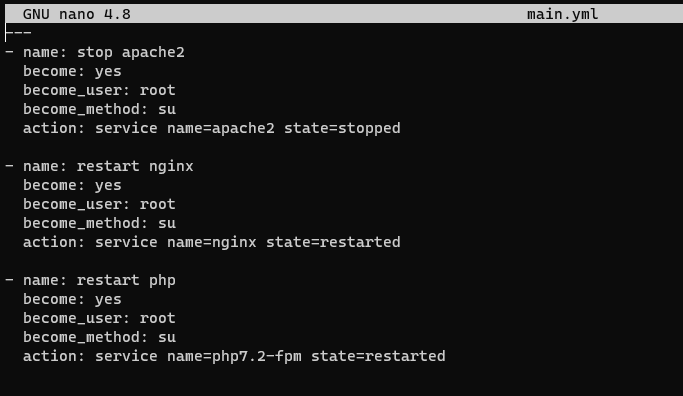 GNU nano 4.8 main.yml
---
- name: stop apache2
  become: yes
  become_user: root
  become_method: su
  action: service name=apache2 state=stopped

- name: restart nginx
  become: yes
  become_user: root
  become_method: su
  action: service name=nginx state=restarted

- name: restart php
  become: yes
  become_user: root
  become_method: su
  action: service name=php7.2-fpm state=restarted